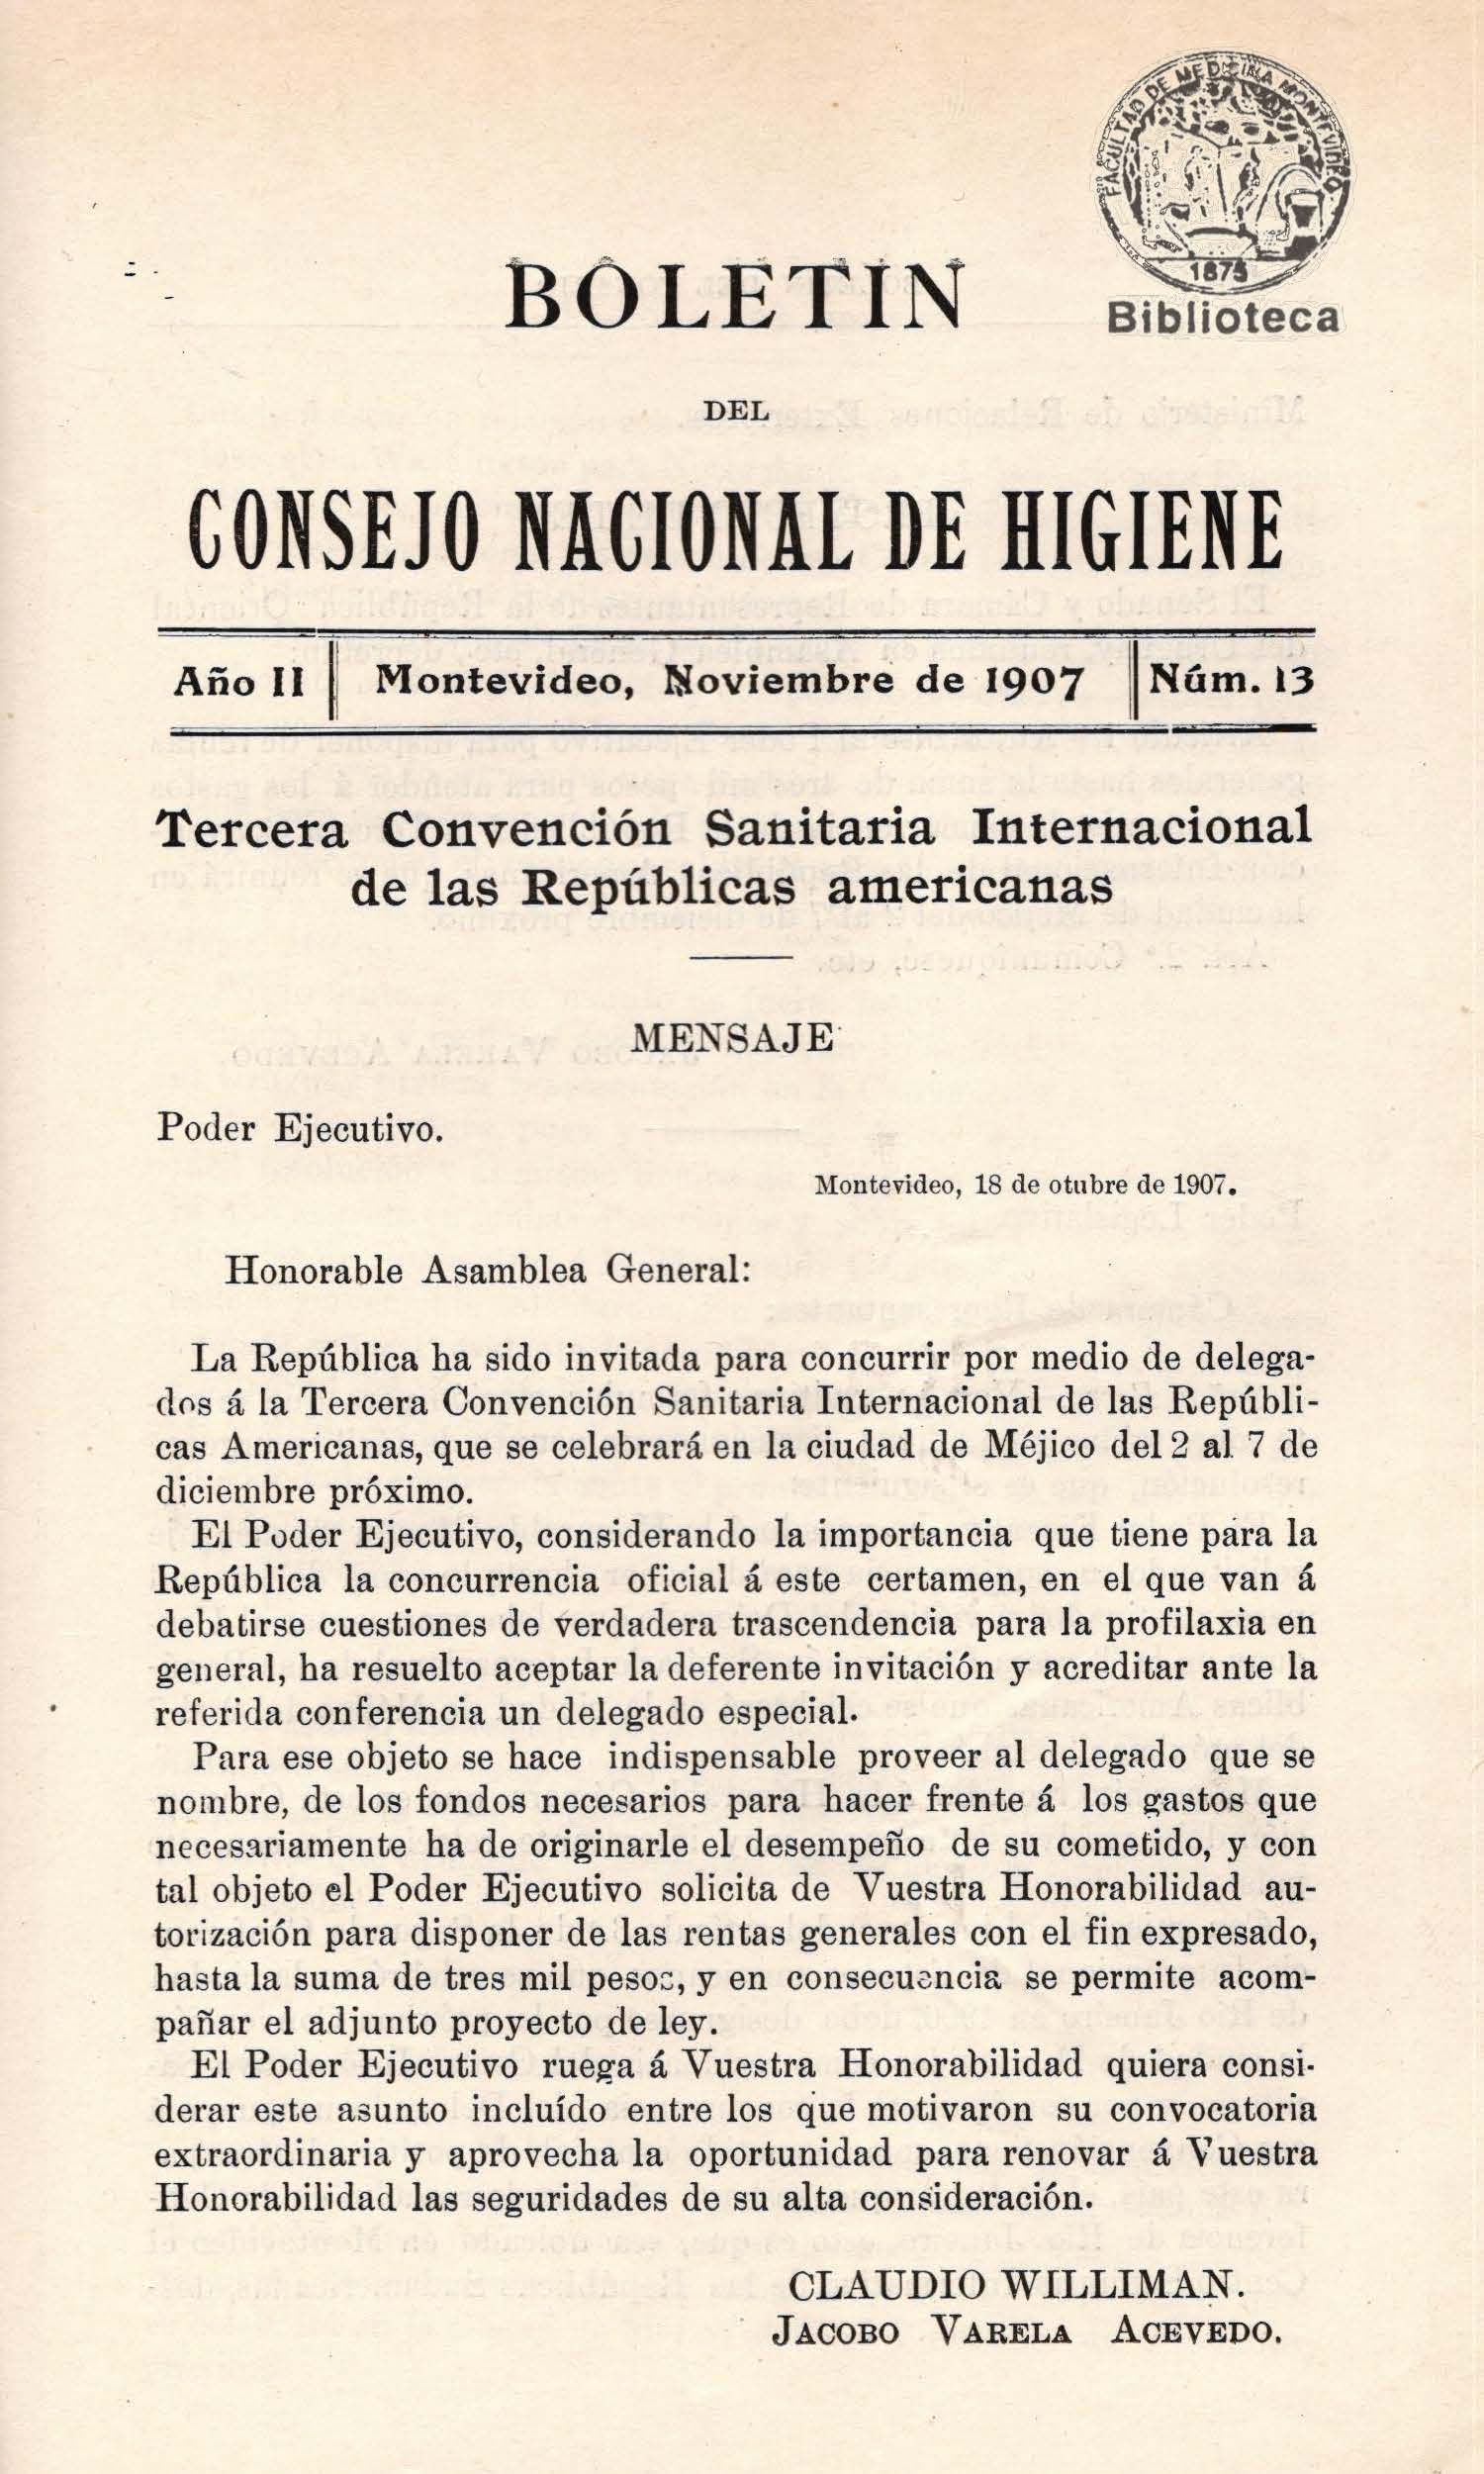 FACULTAD DE MEDICINA MONTEVIDEO
1875
Biblioteca
BOLETIN
DEL
CONSEJO NACIONAL DE HIGIENE
Año II | Montevideo, Noviembre de 1907 | Núm. 13
Tercera Convención Sanitaria Internacional
de las Repúblicas americanas
MENSAJE
Poder Ejecutivo.
Montevideo, 18 de otubre de 1907.
Honorable Asamblea General:
La República ha sido invitada para concurrir por medio de delega-
dos á la Tercera Convención Sanitaria Internacional de las Repúbli-
cas Americanas, que se celebrará en la ciudad de Méjico del 2 al 7 de
diciembre próximo.
El Poder Ejecutivo, considerando la importancia que tiene para la
República la concurrencia oficial á este certamen, en el que van á
debatirse cuestiones de verdadera trascendencia para la profilaxia en
general, ha resuelto aceptar la deferente invitación y acreditar ante la
referida conferencia un delegado especial.
Para ese objeto se hace indispensable proveer al delegado que se
nombre, de los fondos necesarios para hacer frente á los gastos que
necesariamente ha de originarle el desempeño de su cometido, y con
tal objeto el Poder Ejecutivo solicita de Vuestra Honorabilidad au-
torización para disponer de las rentas generales con el fin expresado,
hasta la suma de tres mil pesos, y en consecuencia se permite acom-
pañar el adjunto proyecto de ley.
El Poder Ejecutivo ruega á Vuestra Honorabilidad quiera consi-
derar este asunto incluído entre los que motivaron su convocatoria
extraordinaria y aprovecha la oportunidad para renovar á Vuestra
Honorabilidad las seguridades de su alta consideración.
CLAUDIO WILLIMAN.
JACOBO VARELA ACEVEDO.